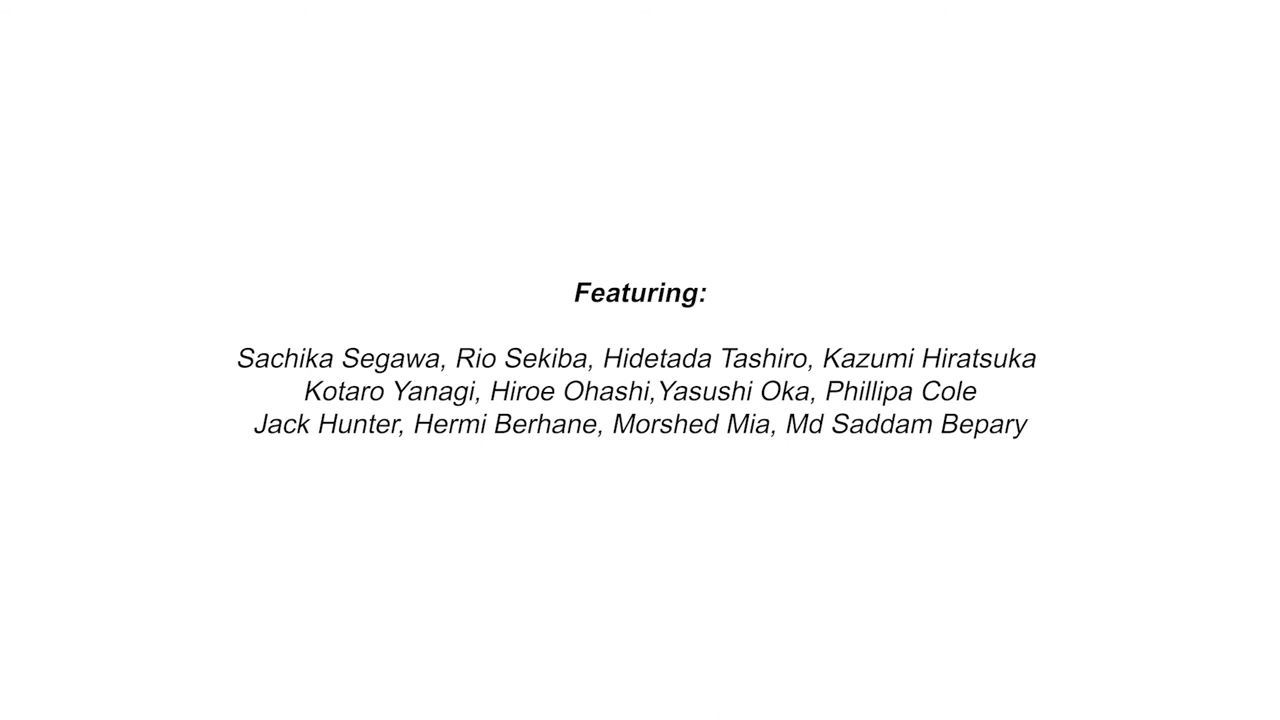 Featuring:
Sachika Segawa, Rio Sekiba, Hidetada Tashiro, Kazumi Hiratsuka
Kotaro Yanagi, Hiroe Ohashi,Yasushi Oka, Phillipa Cole
Jack Hunter, Hermi Berhane, Morshed Mia, Md Saddam Bepary